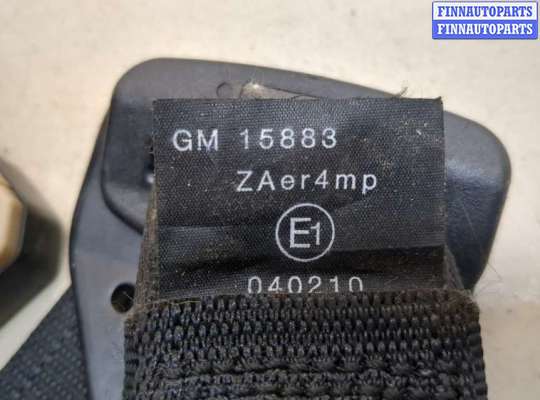 FINNAUTOPARTS
FINNAUTOPARTS
GM 15883
ZAer4mp
E1
040210